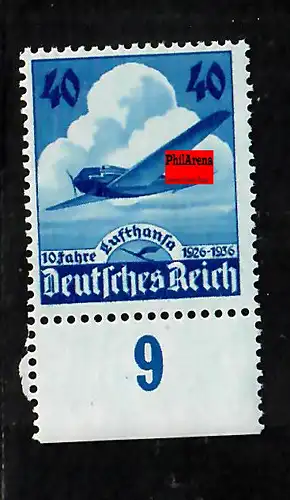 40 40
PhilArena
Lufthansa
10 Jahre 1926-1936
Deutsches Reich
9